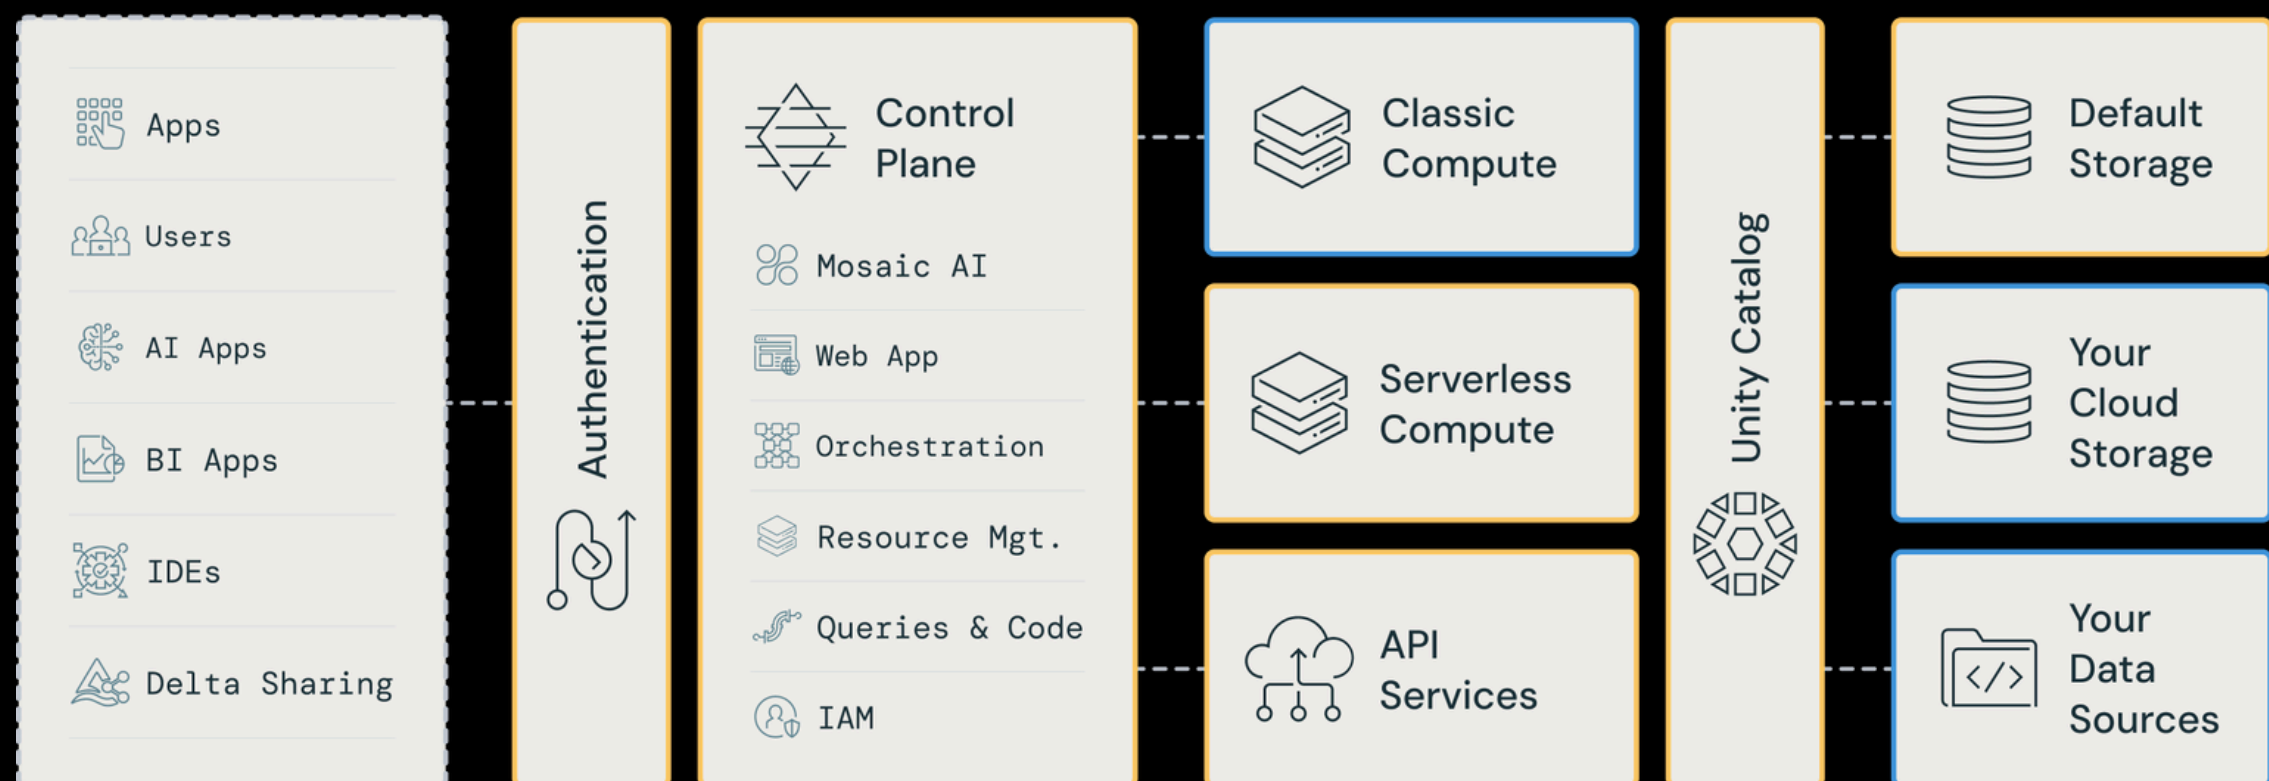 Apps
Users
AI Apps
BI Apps
IDEs
Delta Sharing
Authentication
Control
Plane
Mosaic AI
Web App
Orchestration
Resource Mgt.
Queries & Code
IAM
Classic
Compute
Serverless
Compute
API
Services
Unity Catalog
Default
Storage
Your
Cloud
Storage
Your
Data
Sources